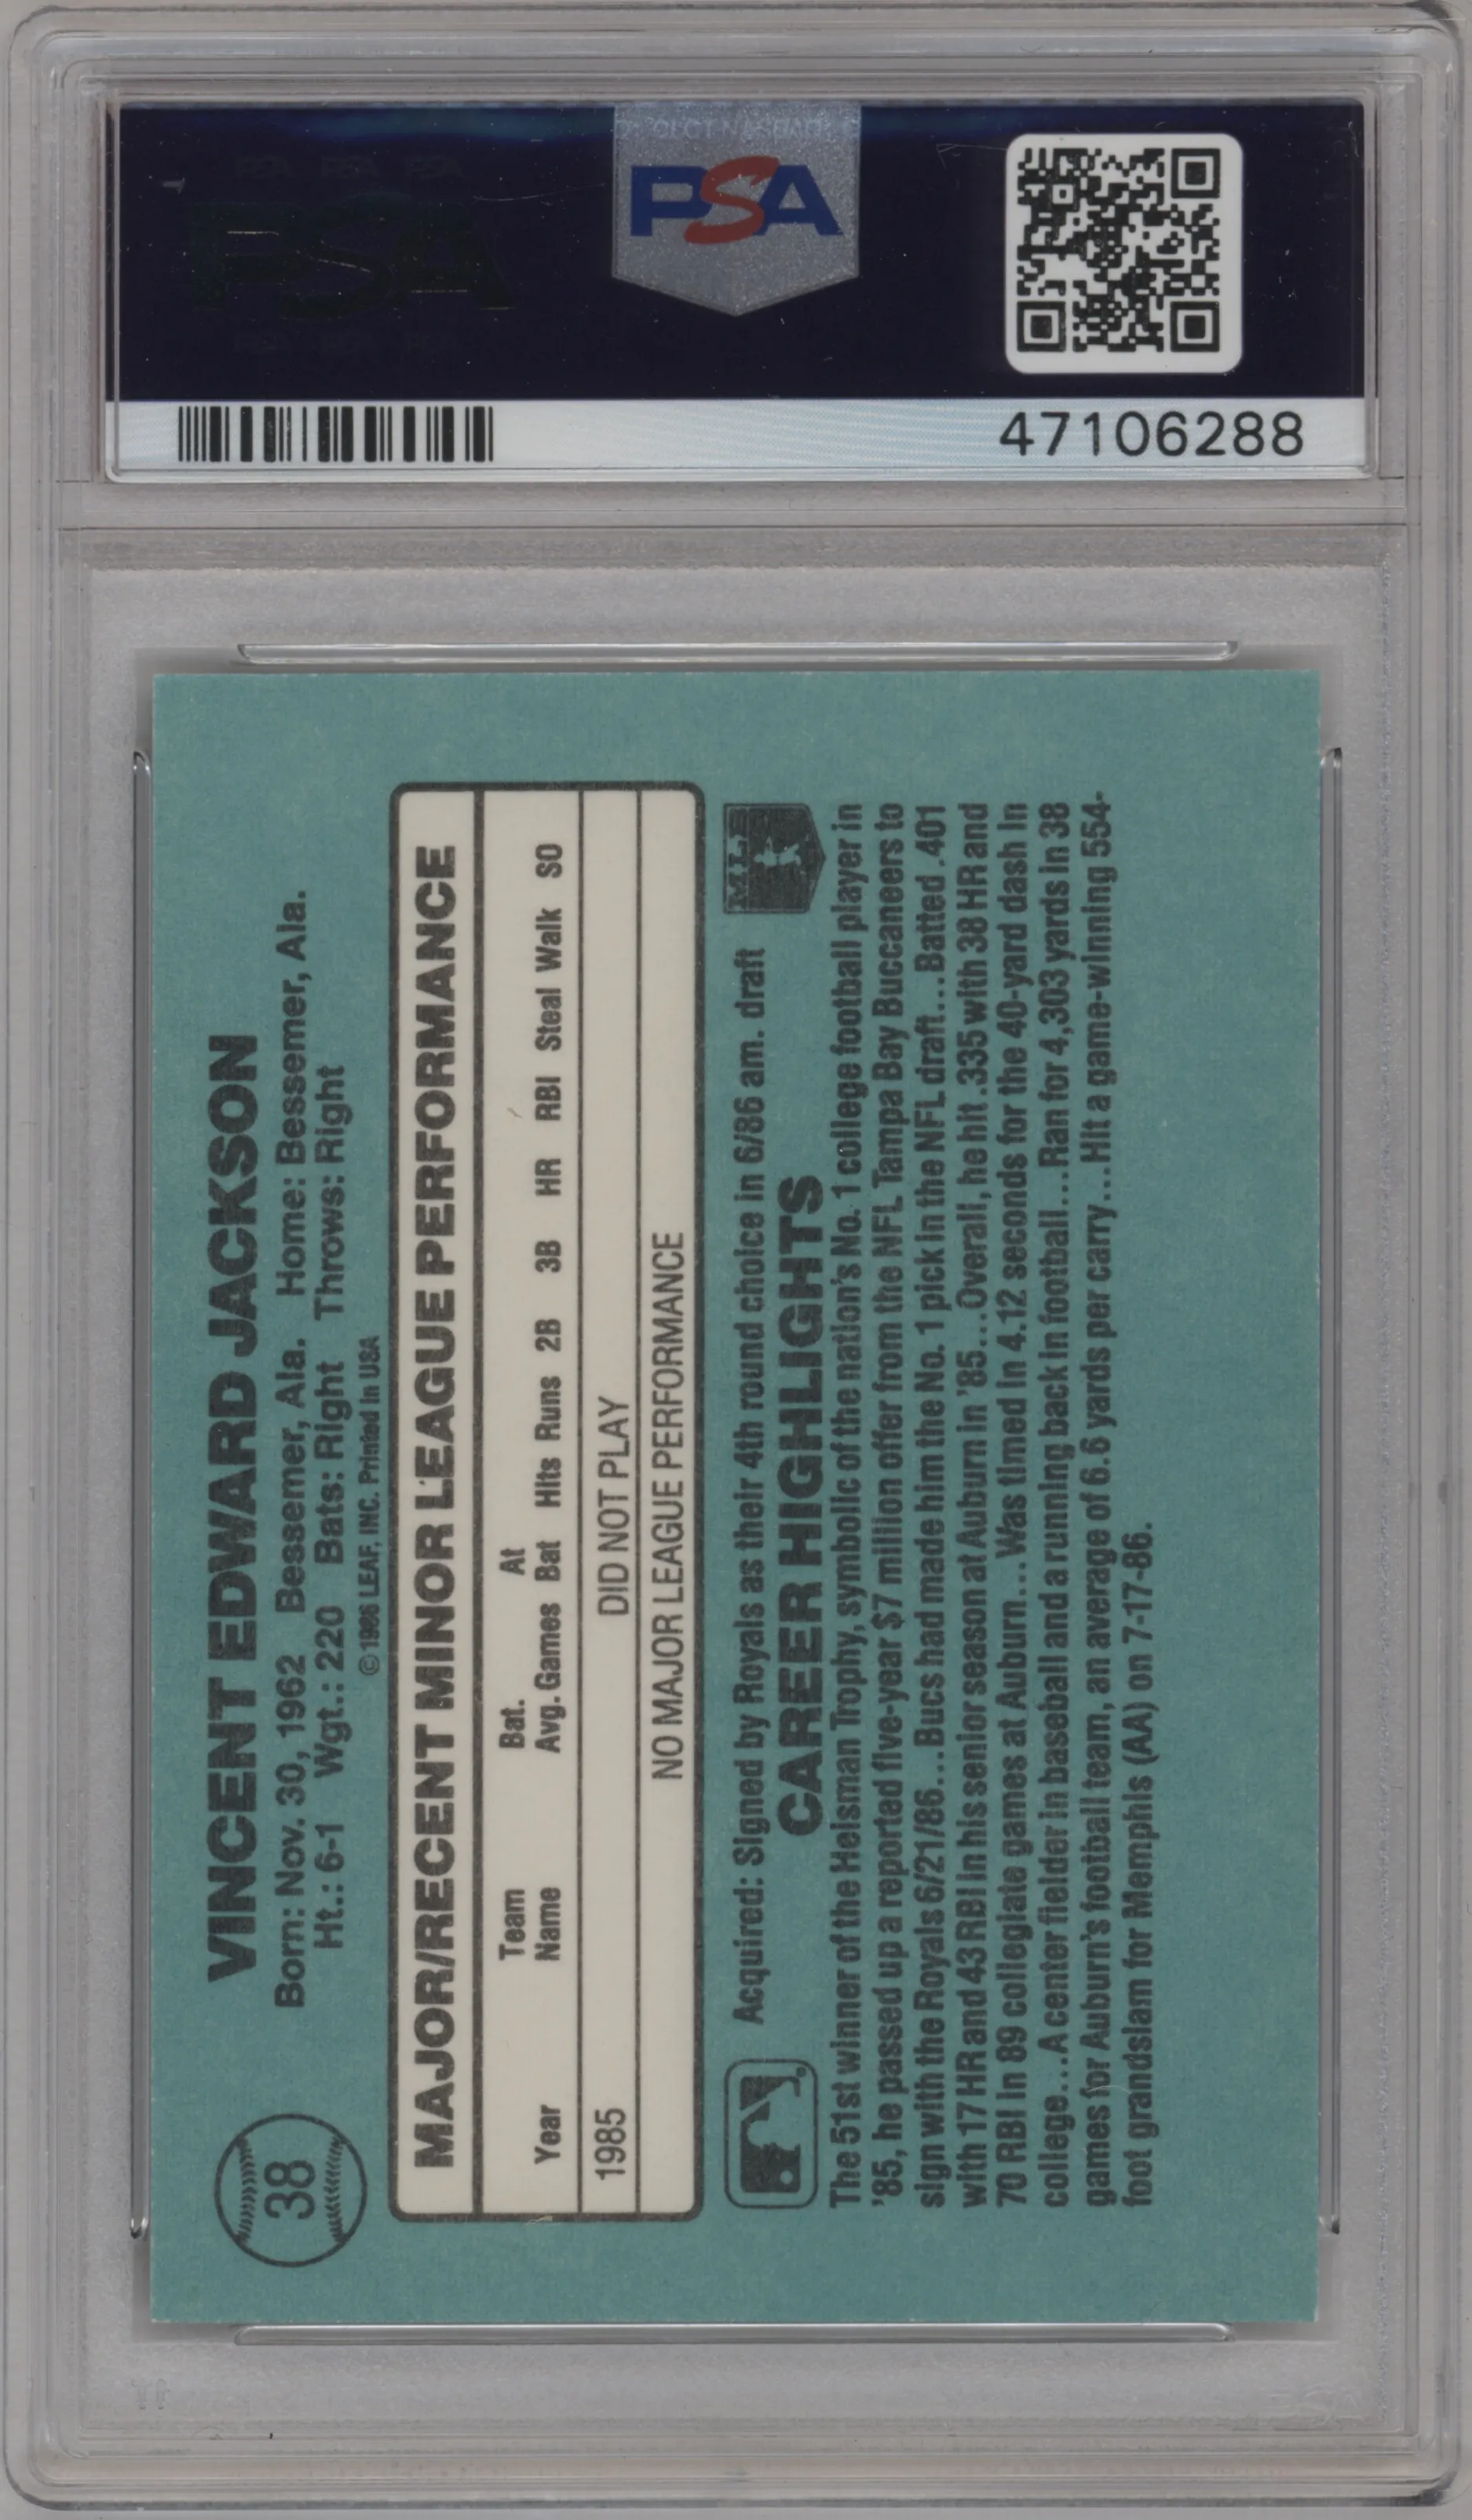 PSA
47106288
38
VINCENT EDWARD JACKSON
Born: Nov. 30, 1962 Bessemer, Ala. Home: Bessemer, Ala.
Ht.: 6-1 Wgt.: 220 Bats: Right Throws: Right
© 1986 LEAF, INC. Printed in USA
MAJOR/RECENT MINOR LEAGUE PERFORMANCE
Year Team Name Bat. Avg. Games At Bat Hits Runs 2B 3B HR RBI Steal Walk SO
1985 DID NOT PLAY
NO MAJOR LEAGUE PERFORMANCE
Acquired: Signed by Royals as their 4th round choice in 6/86 am. draft
CAREER HIGHLIGHTS
The 51st winner of the Heisman Trophy, symbolic of the nation's No. 1 college football player in
'85, he passed up a reported five-year $7 million offer from the NFL Tampa Bay Buccaneers to
sign with the Royals 6/21/86...Bucs had made him the No. 1 pick in the NFL draft...Batted .401
with 17 HR and 43 RBI in his senior season at Auburn in '85...Overall, he hit .335 with 38 HR and
70 RBI in 89 collegiate games at Auburn...Was timed in 4.12 seconds for the 40-yard dash in
college...A center fielder in baseball and a running back in football...Ran for 4,303 yards in 38
games for Auburn's football team, an average of 6.6 yards per carry...Hit a game-winning 554-
foot grandslam for Memphis (AA) on 7-17-86.